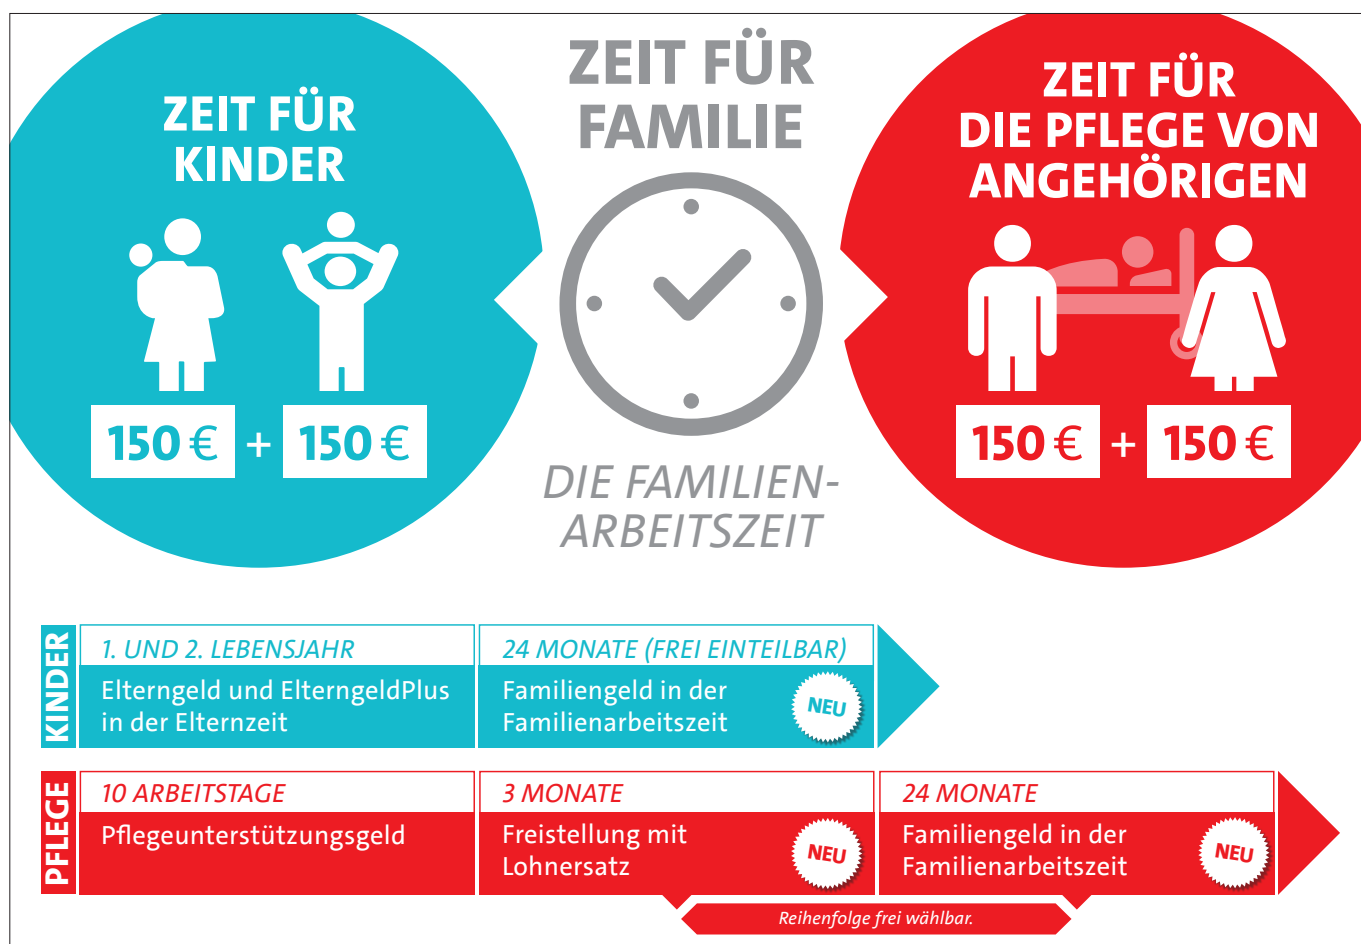 ZEIT FÜR
KINDER
150 € + 150 €
ZEIT FÜR
FAMILIE
DIE FAMILIEN-
ARBEITSZEIT
ZEIT FÜR
DIE PFLEGE VON
ANGEHÖRIGEN
150 € + 150 €
KINDER
1. UND 2. LEBENSJAHR
Elterngeld und ElterngeldPlus
in der Elternzeit
24 MONATE (FREI EINTEILBAR)
Familiengeld in der
Familienarbeitszeit
NEU
PFLEGE
10 ARBEITSTAGE
Pflegeunterstützungsgeld
3 MONATE
Freistellung mit
Lohnersatz
NEU
24 MONATE
Familiengeld in der
Familienarbeitszeit
NEU
Reihenfolge frei wählbar.